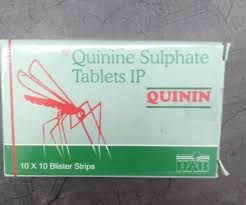 Quinine Sulphate
Tablets IP
QUININ
10 X 10 Blister Strips